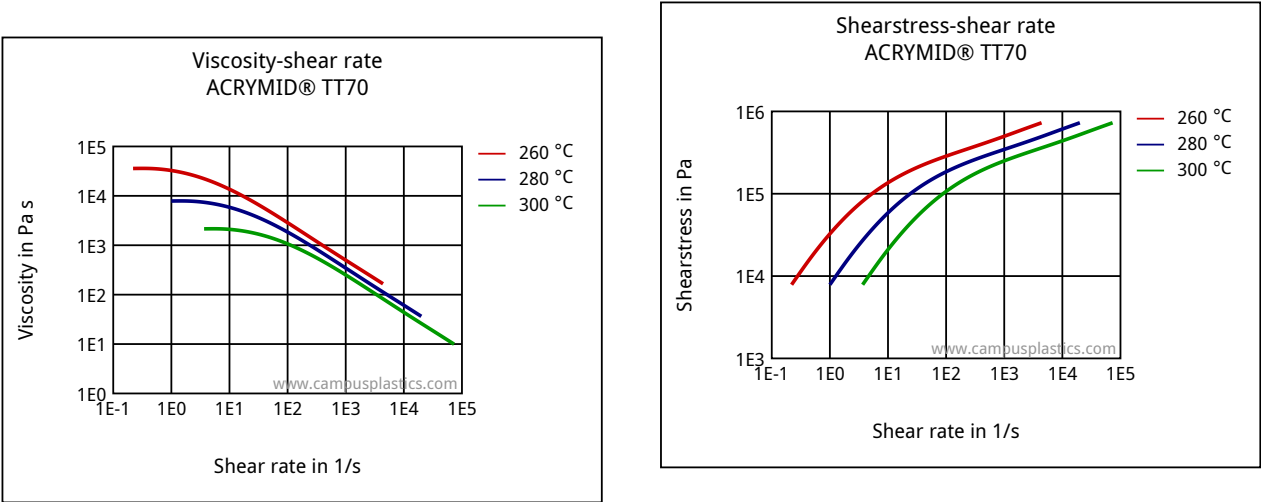 Viscosity-shear rate
ACRYMID® TT70
1E5
1E4
1E3
1E2
1E1
1E0
1E-1 1E0 1E1 1E2 1E3 1E4 1E5
Viscosity in Pa s
Shear rate in 1/s
260 °C
280 °C
300 °C
www.campusplastics.com
Shearstress-shear rate
ACRYMID® TT70
1E6
1E5
1E4
1E3
1E-1 1E0 1E1 1E2 1E3 1E4 1E5
Shearstress in Pa
Shear rate in 1/s
260 °C
280 °C
300 °C
www.campusplastics.com